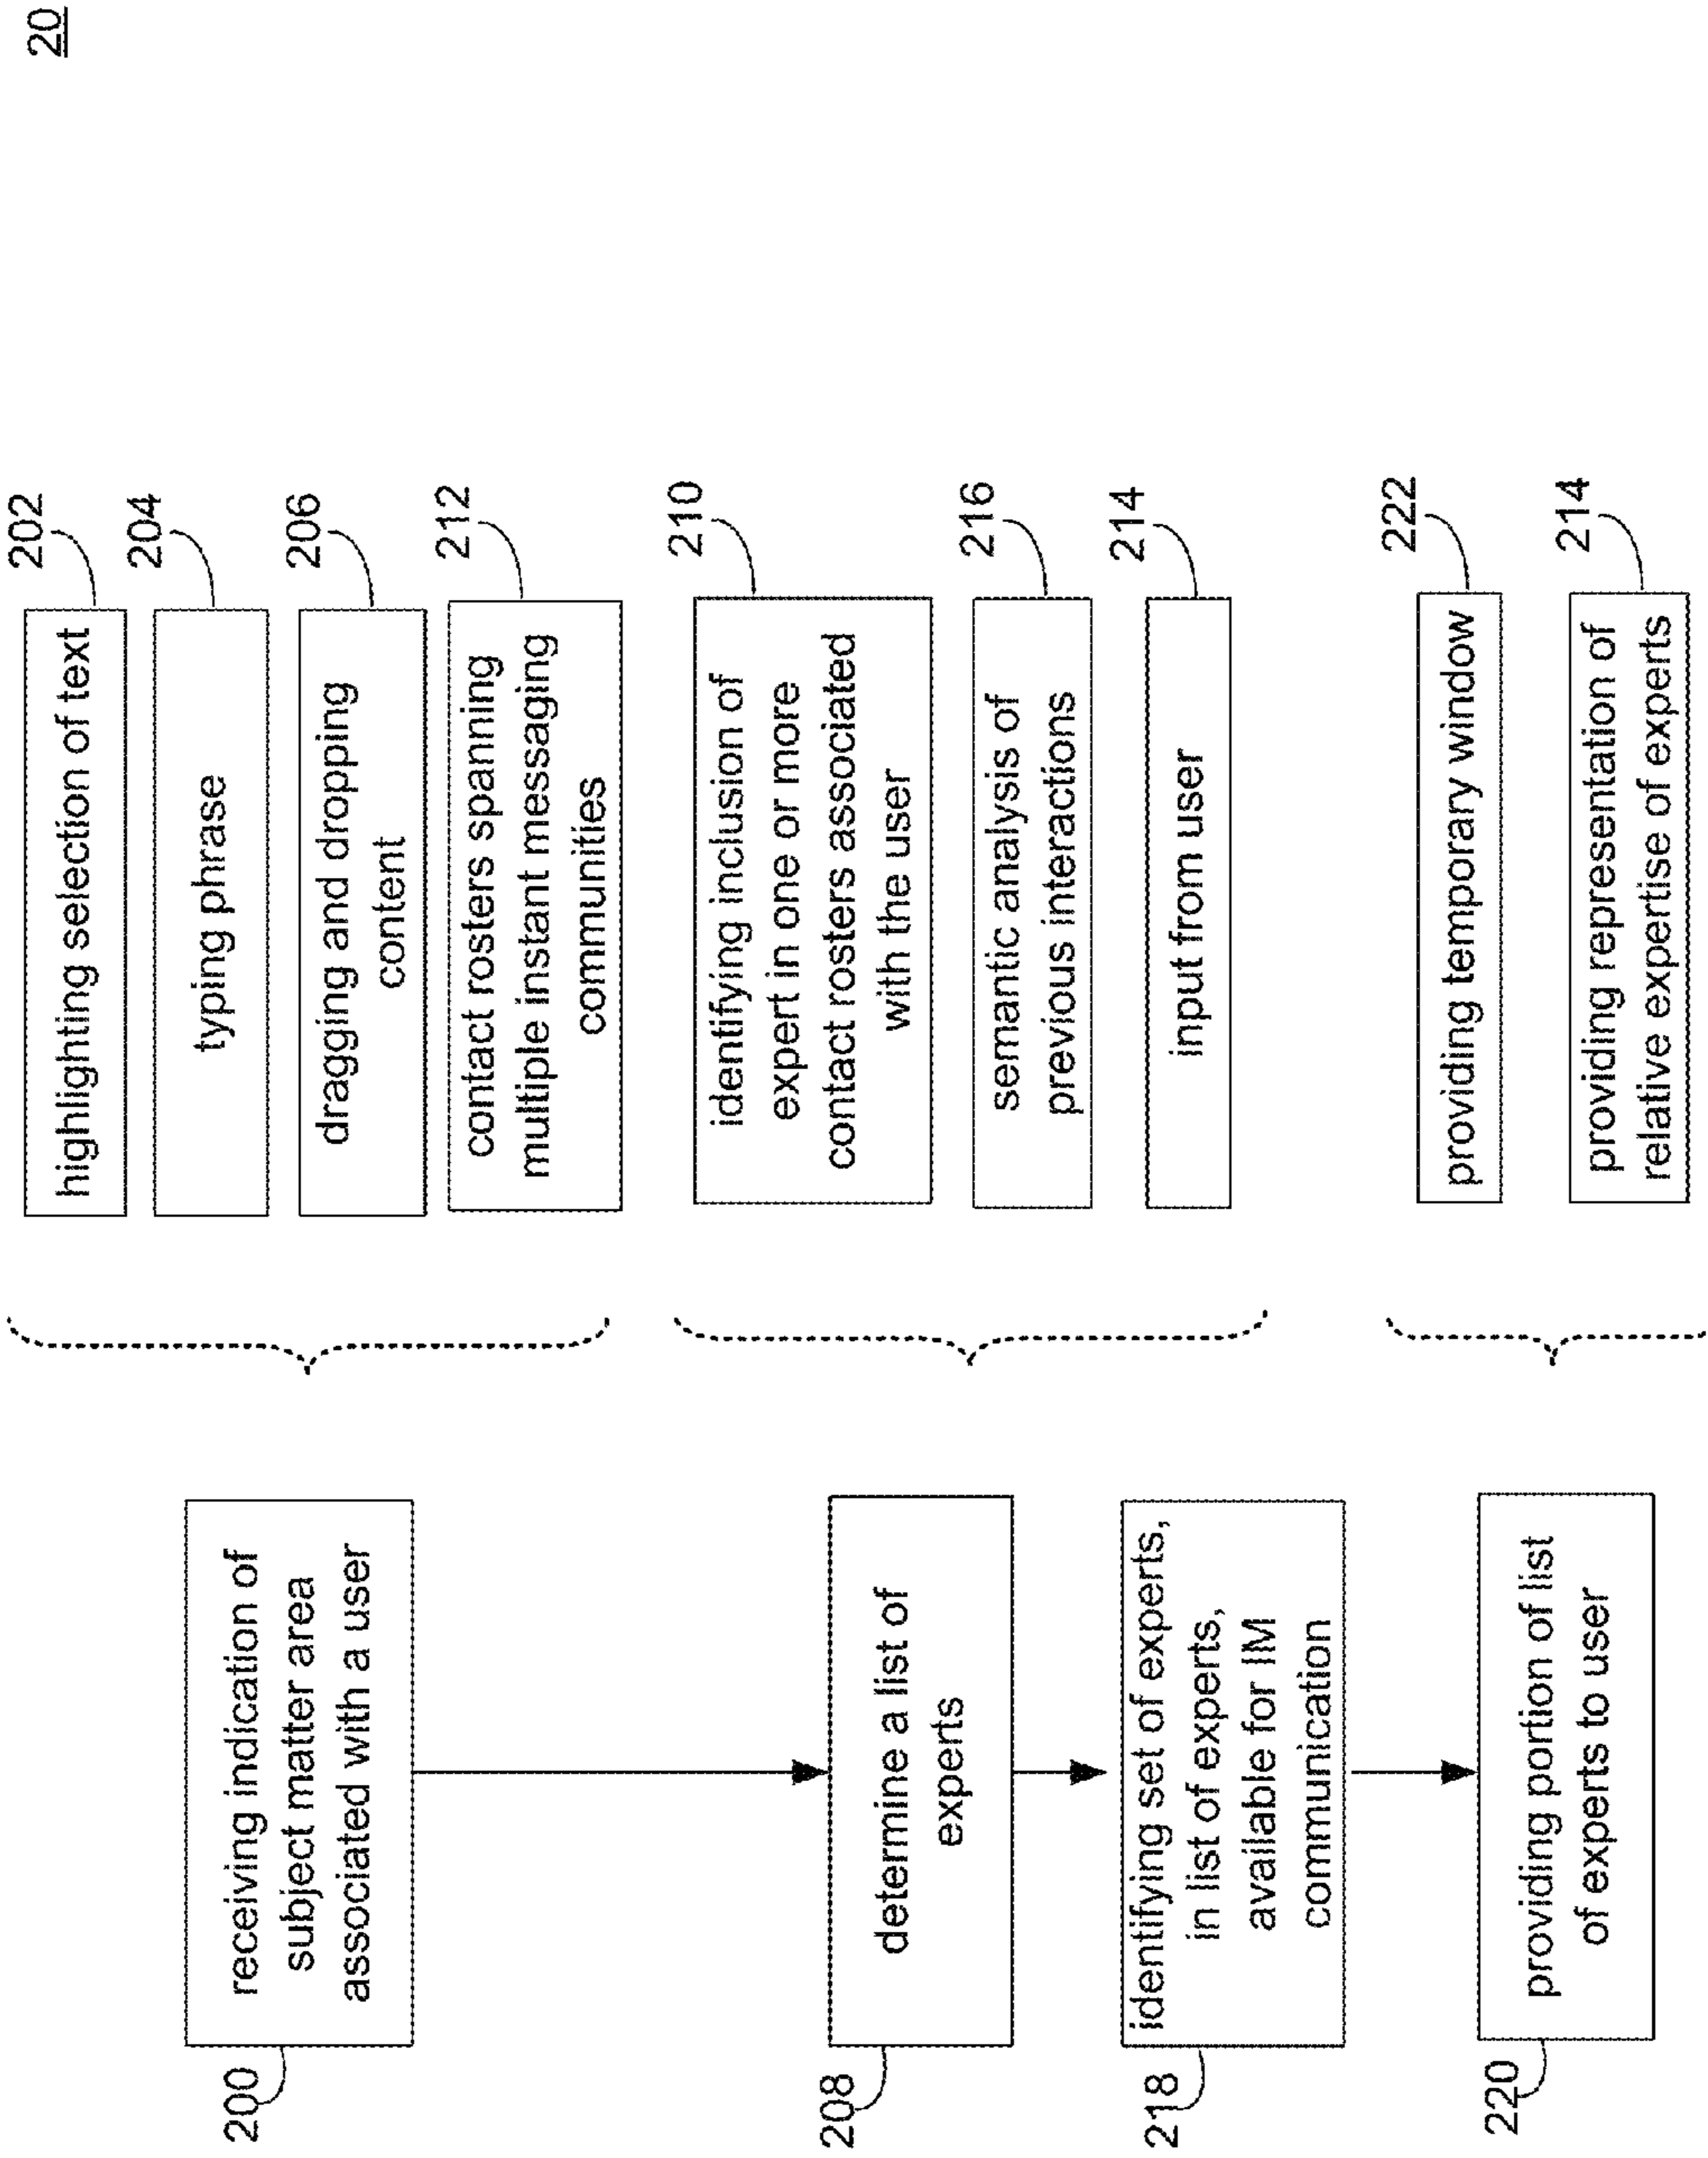 20
200
receiving indication of
subject matter area
associated with a user
202
highlighting selection of text
204
typing phrase
206
dragging and dropping
content
212
contact rosters spanning
multiple instant messaging
communities
208
determine a list of
experts
210
identifying inclusion of
expert in one or more
contact rosters associated
with the user
216
semantic analysis of
previous interactions
214
input from user
218
identifying set of experts,
in list of experts,
available for IM
communication
220
providing portion of list
of experts to user
222
providing temporary window
214
providing representation of
relative expertise of experts